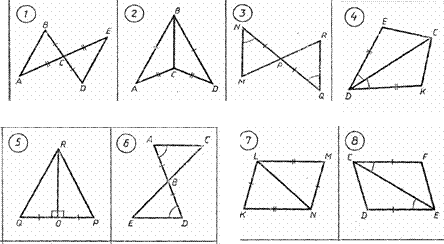 1 2 3 4
B E A C D
B A C D
N R M P Q
E C D K
5 6 7 8
R Q O P
A C B E D
L M K N
C F D E